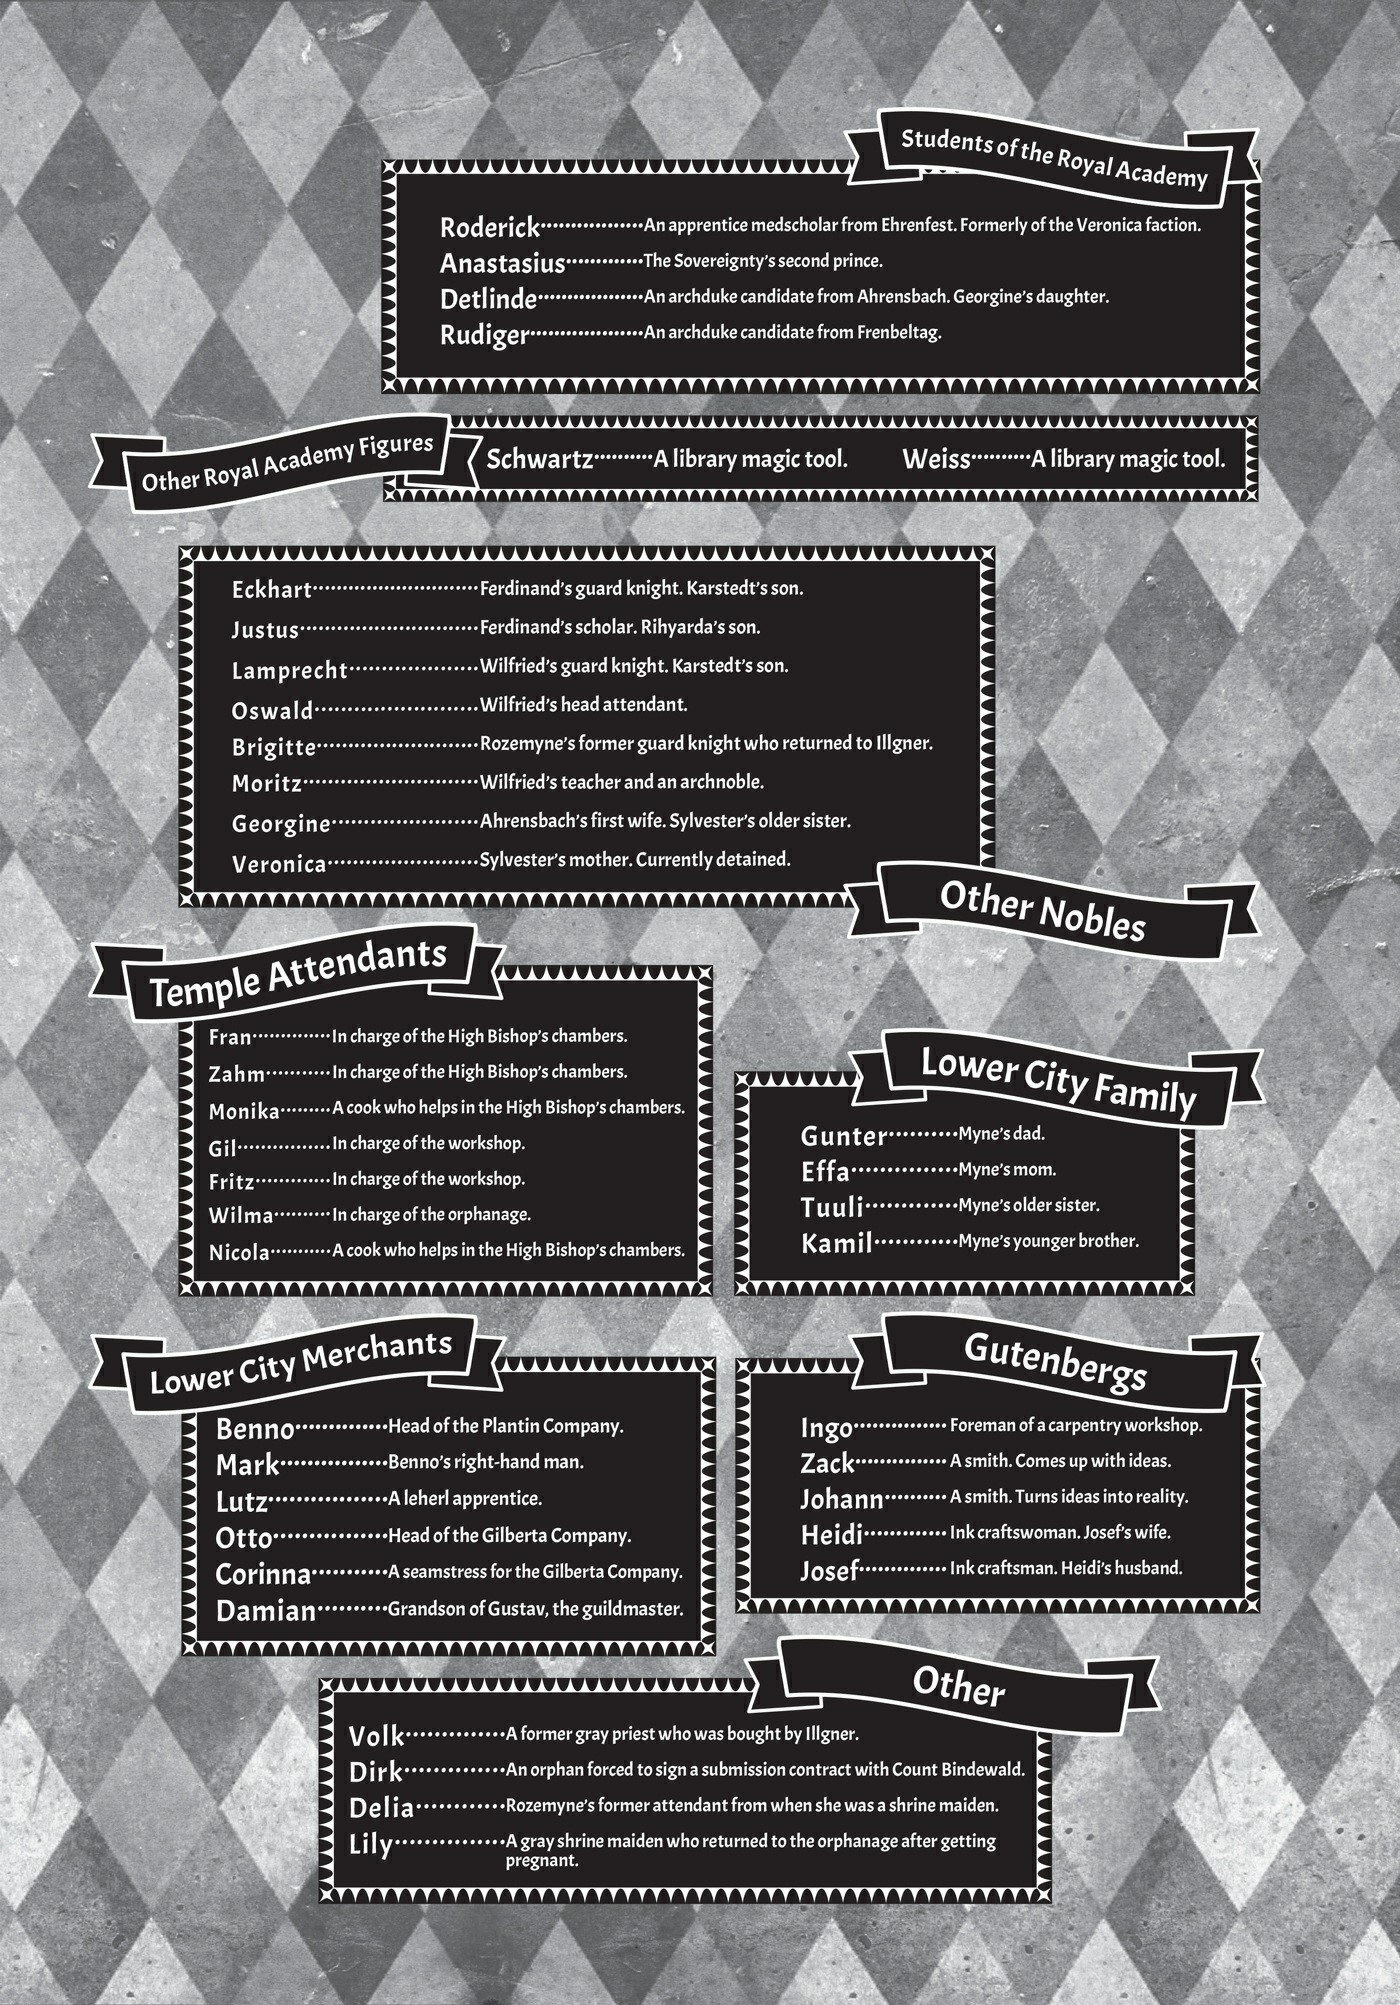 Students of the Royal Academy
Roderick··················An apprentice medscholar from Ehrenfest. Formerly of the Veronica faction.
Anastasius·············The Sovereignty's second prince.
Detlinde··················An archduke candidate from Ahrensbach. Georgine's daughter.
Rudiger···················An archduke candidate from Frenbeltag.
Other Royal Academy Figures
Schwartz··········A library magic tool. Weiss··········A library magic tool.
Eckhart····························Ferdinand's guard knight. Karstedt's son.
Justus······························Ferdinand's scholar. Rihyarda's son.
Lamprecht······················Wilfried's guard knight. Karstedt's son.
Oswald···························Wilfried's head attendant.
Brigitte···························Rozemyne's former guard knight who returned to Illgner.
Moritz·····························Wilfried's teacher and an archnoble.
Georgine·························Ahrensbach's first wife. Sylvester's older sister.
Veronica·························Sylvester's mother. Currently detained.
Other Nobles
Temple Attendants
Fran·············In charge of the High Bishop's chambers.
Zahm···········In charge of the High Bishop's chambers.
Monika·········A cook who helps in the High Bishop's chambers.
Gil················In charge of the workshop.
Fritz·············In charge of the workshop.
Wilma··········In charge of the orphanage.
Nicola···········A cook who helps in the High Bishop's chambers.
Lower City Family
Gunter··········Myne's dad.
Effa···············Myne's mom.
Tuuli·············Myne's older sister.
Kamil············Myne's younger brother.
Lower City Merchants
Benno···············Head of the Plantin Company.
Mark·················Benno's right-hand man.
Lutz···················A leherl apprentice.
Otto··················Head of the Gilberta Company.
Corinna············A seamstress for the Gilberta Company.
Damian···········Grandson of Gustav, the guildmaster.
Gutenbergs
Ingo················Foreman of a carpentry workshop.
Zack················A smith. Comes up with ideas.
Johann···········A smith. Turns ideas into reality.
Heidi··············Ink craftswoman. Josef's wife.
Josef···············Ink craftsman. Heidi's husband.
Other
Volk··············A former gray priest who was bought by Illgner.
Dirk··············An orphan forced to sign a submission contract with Count Bindewald.
Delia············Rozemyne's former attendant from when she was a shrine maiden.
Lily···············A gray shrine maiden who returned to the orphanage after getting
pregnant.